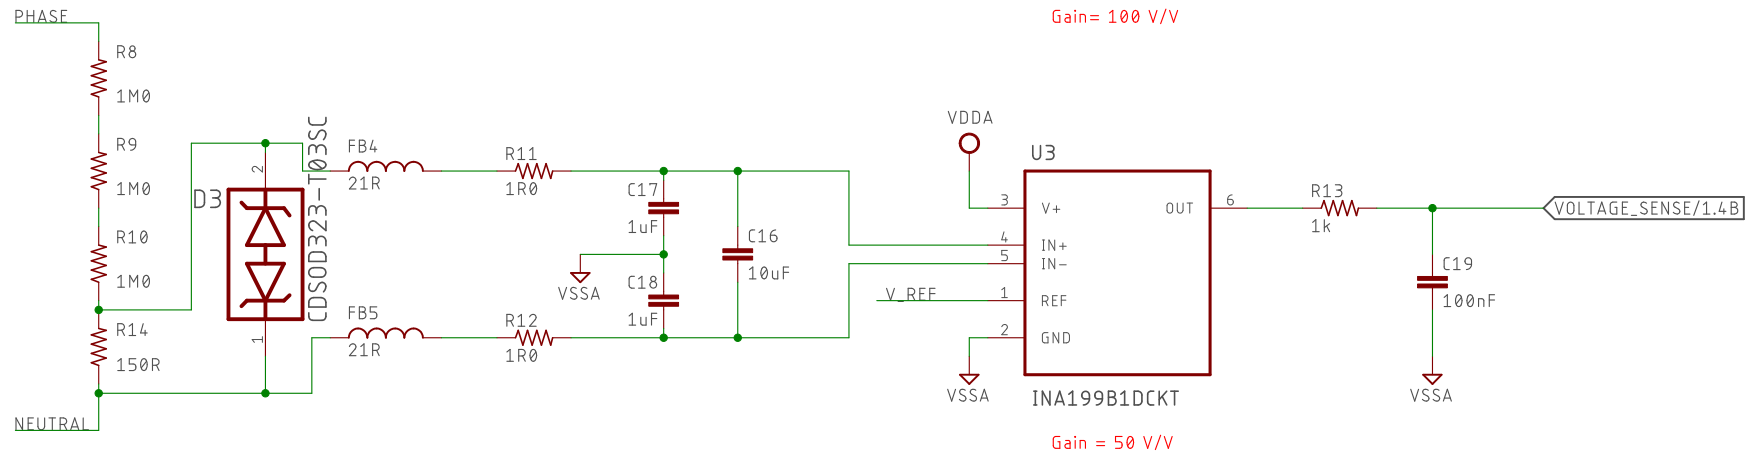 PHASE
Gain= 100 V/V
R8
1M0
R9
1M0
R10
1M0
R14
150R
NEUTRAL
D3
2
1
CDSOD323-T03SC
FB4
21R
R11
1R0
C17
1uF
C16
10uF
VSSA
C18
1uF
FB5
21R
R12
1R0
VDDA
U3
3
V+
OUT
6
4
IN+
5
IN-
V_REF
1
REF
2
GND
VSSA
INA199B1DCKT
R13
1k
VOLTAGE_SENSE/1.4B
C19
100nF
VSSA
Gain = 50 V/V